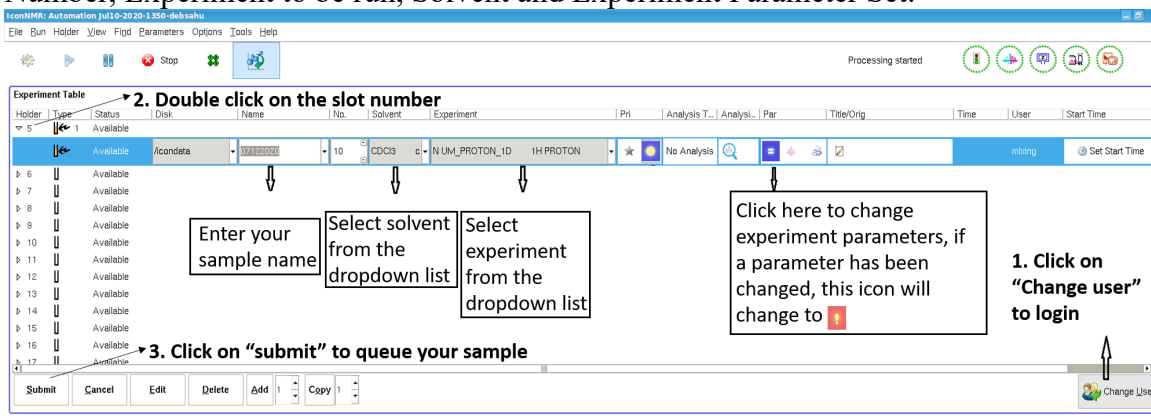 Number, Experiment to be run, Solvent and Experiment Parameter Set.
IconNMR: Automation Jul10-2020-1350-debsahu
File Run Holder View Find Parameters Options Tools Help
Stop
Processing started
Experiment Table
2. Double click on the slot number
Holder Type Status Disk Name No. Solvent Experiment Pri Analysis T... Analysi... Par Title/Orig Time User Start Time
5 1 Available
Available /icondata 07122020 10 CDCl3 c N UM_PROTON_1D 1H PROTON No Analysis mlxing Set Start Time
6 Available
7 Available
8 Available
9 Available
10 Available
11 Available
12 Available
13 Available
14 Available
15 Available
16 Available
17 Available
Enter your
sample name
Select solvent
from the
dropdown list
Select
experiment
from the
dropdown list
Click here to change
experiment parameters, if
a parameter has been
changed, this icon will
change to
1. Click on
“Change user”
to login
3. Click on “submit” to queue your sample
Submit Cancel Edit Delete Add 1 Copy 1 Change Use